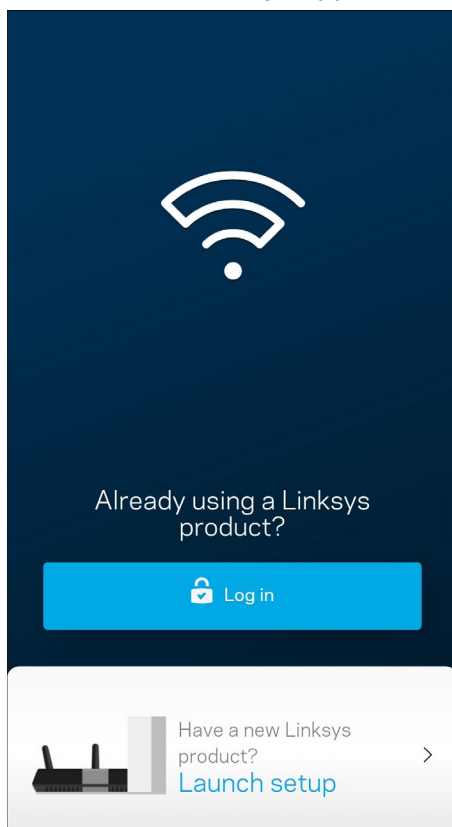 Already using a Linksys
product?
Log in
Have a new Linksys
product?
Launch setup